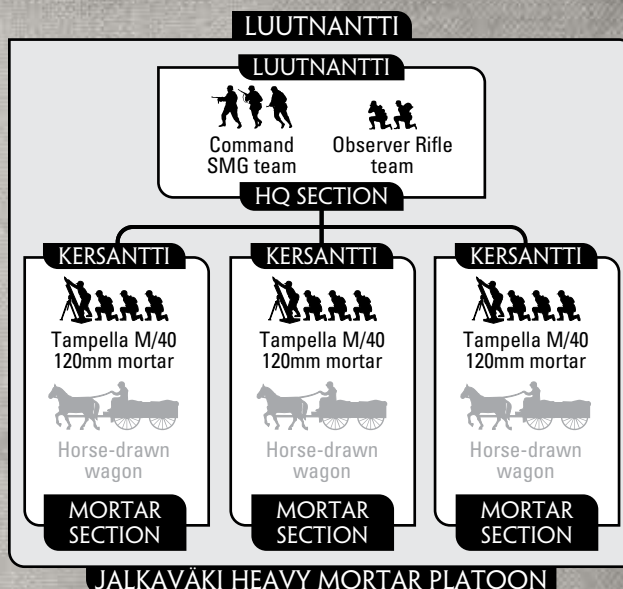 LUUTNANTTI
LUUTNANTTI
Command
SMG team
Observer Rifle
team
HQ SECTION
KERSANTTI
Tampella M/40
120mm mortar
Horse-drawn
wagon
MORTAR
SECTION
KERSANTTI
Tampella M/40
120mm mortar
Horse-drawn
wagon
MORTAR
SECTION
KERSANTTI
Tampella M/40
120mm mortar
Horse-drawn
wagon
MORTAR
SECTION
JALKAVÄKI HEAVY MORTAR PLATOON